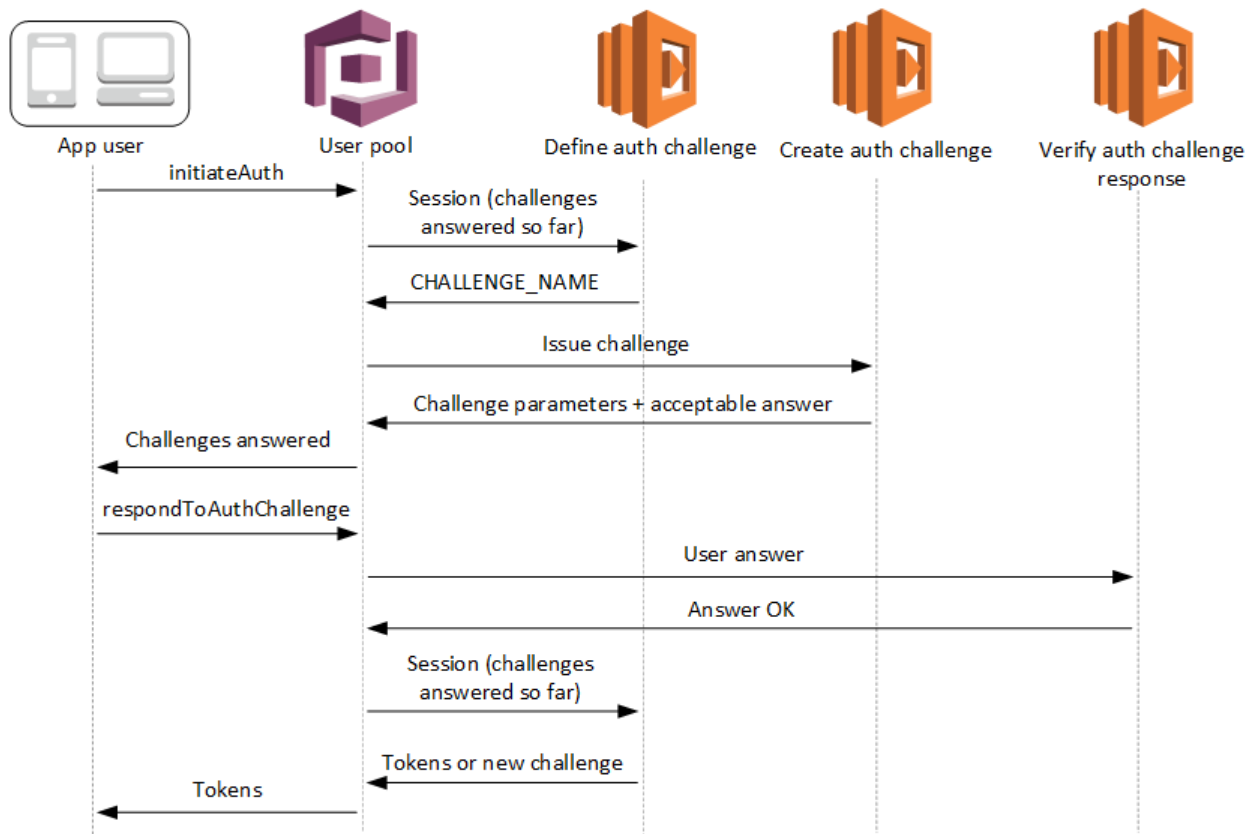 App user
User pool
Define auth challenge
Create auth challenge
Verify auth challenge
response
initiateAuth
Session (challenges
answered so far)
CHALLENGE_NAME
Issue challenge
Challenge parameters + acceptable answer
Challenges answered
respondToAuthChallenge
User answer
Answer OK
Session (challenges
answered so far)
Tokens or new challenge
Tokens